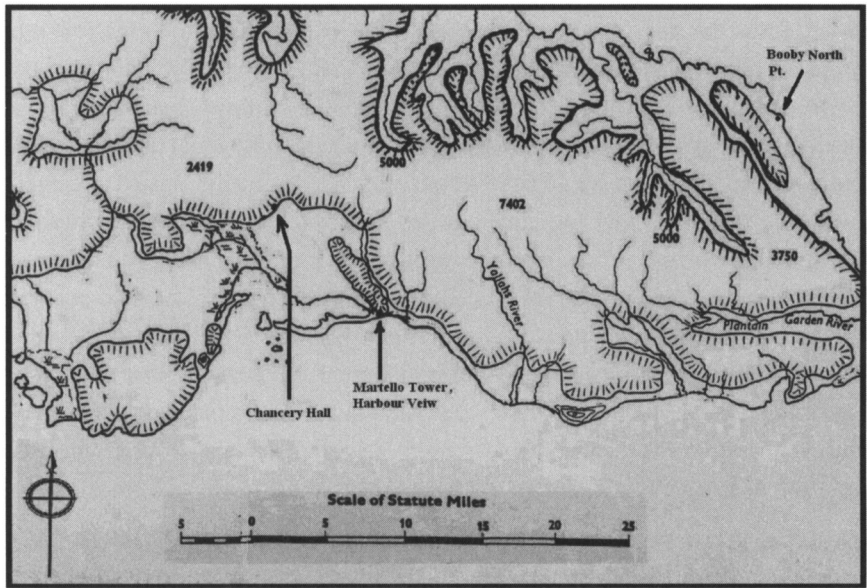 Booby North
Pt.
2419
5000
7402
5000
3750
Yallahs River
Plantain Garden River
Martello Tower,
Harbour Veiw
Chancery Hall
Scale of Statute Miles
5 0 5 10 15 20 25